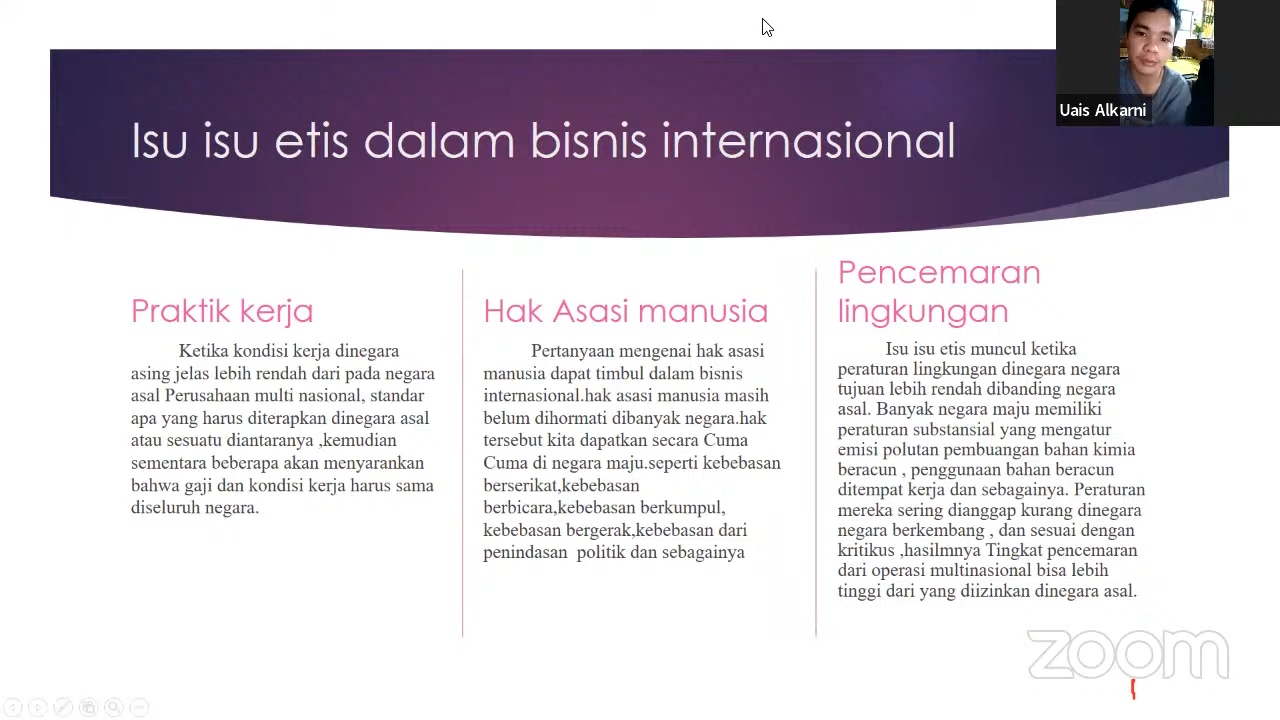 Uais Alkarni
Isu isu etis dalam bisnis internasional
Praktik kerja
Ketika kondisi kerja dinegara
asing jelas lebih rendah dari pada negara
asal Perusahaan multi nasional, standar
apa yang harus diterapkan dinegara asal
atau sesuatu diantaranya ,kemudian
sementara beberapa akan menyarankan
bahwa gaji dan kondisi kerja harus sama
diseluruh negara.
Hak Asasi manusia
Pertanyaan mengenai hak asasi
manusia dapat timbul dalam bisnis
internasional.hak asasi manusia masih
belum dihormati dibanyak negara.hak
tersebut kita dapatkan secara Cuma
Cuma di negara maju.seperti kebebasan
berserikat,kebebasan
berbicara,kebebasan berkumpul,
kebebasan bergerak,kebebasan dari
penindasan  politik dan sebagainya
Pencemaran
lingkungan
Isu isu etis muncul ketika
peraturan lingkungan dinegara negara
tujuan lebih rendah dibanding negara
asal. Banyak negara maju memiliki
peraturan substansial yang mengatur
emisi polutan pembuangan bahan kimia
beracun , penggunaan bahan beracun
ditempat kerja dan sebagainya. Peraturan
mereka sering dianggap kurang dinegara
negara berkembang , dan sesuai dengan
kritikus ,hasilmnya Tingkat pencemaran
dari operasi multinasional bisa lebih
tinggi dari yang diizinkan dinegara asal.
zoom